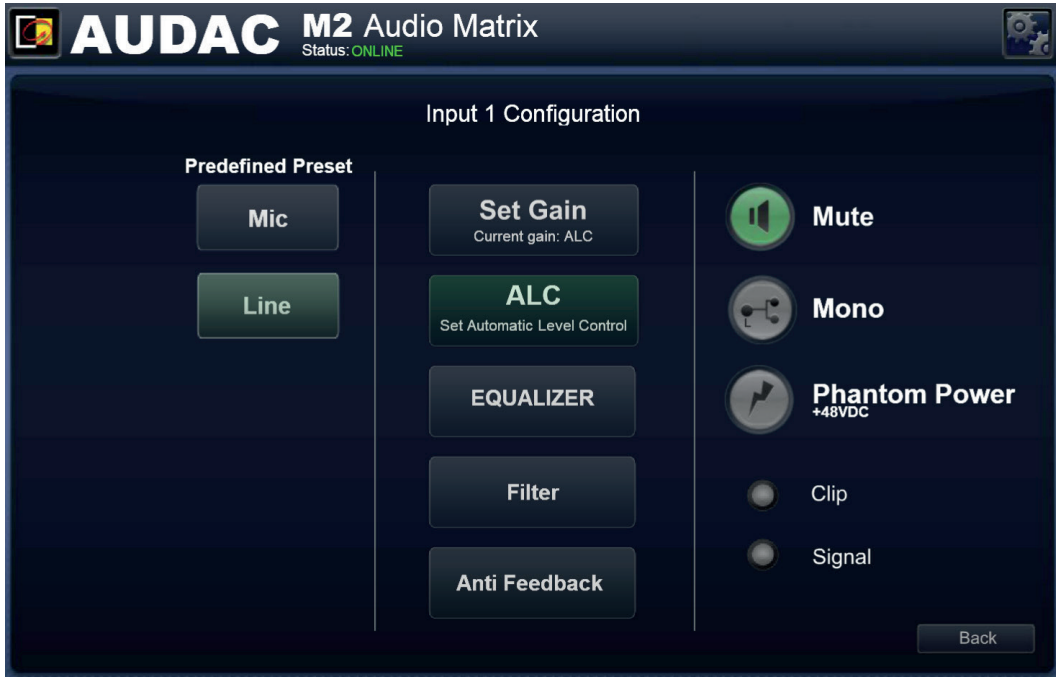 AUDAC M2 Audio Matrix
Status: ONLINE
Input 1 Configuration
Predefined Preset
Mic
Line
Set Gain
Current gain: ALC
ALC
Set Automatic Level Control
EQUALIZER
Filter
Anti Feedback
Mute
L
Mono
Phantom Power
+48VDC
Clip
Signal
Back